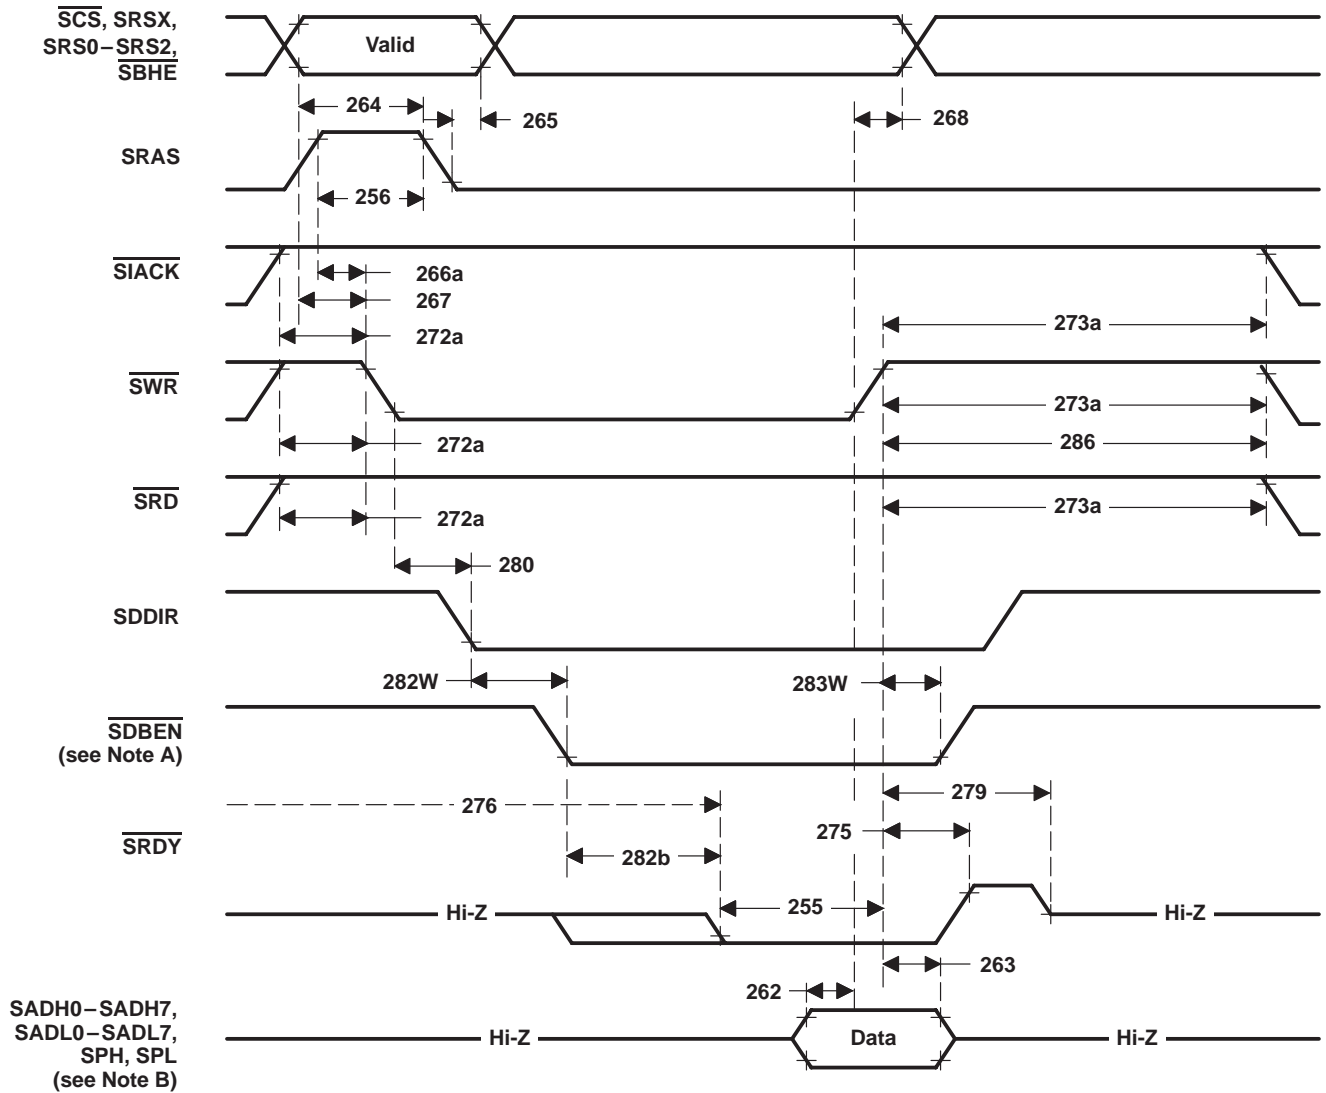 SCS, SRSX,
SRS0–SRS2,
SBHE
Valid
264
265
268
SRAS
256
SIACK
266a
267
272a
273a
SWR
273a
272a
286
SRD
272a
273a
280
SDDIR
282W
283W
SDBEN
(see Note A)
276
279
SRDY
275
282b
Hi-Z
255
Hi-Z
263
262
SADH0–SADH7,
SADL0–SADL7,
SPH, SPL
(see Note B)
Hi-Z
Data
Hi-Z